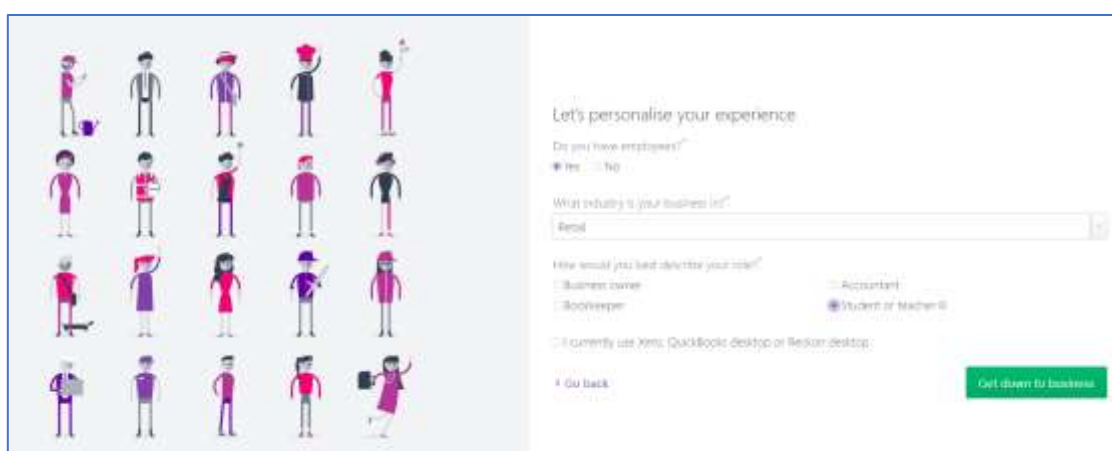 Let's personalise your experience
Do you have employees?*
Yes No
What industry is your business in?*
Retail
How would you best describe your role?*
Business owner Accountant
Bookkeeper Student or teacher
I currently use Xero, QuickBooks desktop or Reckon desktop
Go back Get down to business